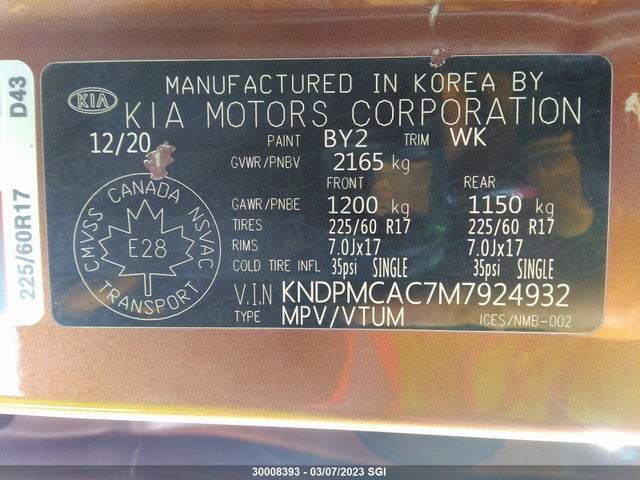 D43
225/60R17
KIA
MANUFACTURED IN KOREA BY
KIA MOTORS CORPORATION
12/20 PAINT BY2 TRIM WK
GVWR/PNBV 2165 kg
FRONT REAR
GAWR/PNBE 1200 kg 1150 kg
TIRES 225/60 R17 225/60 R17
RIMS 7.0Jx17 7.0Jx17
COLD TIRE INFL 35psi SINGLE 35psi SINGLE
V.I.N KNDPMCAC7M7924932
TYPE MPV/VTUM ICES/NMB-002
CMVSS CANADA NSVAC
E28
TRANSPORT
30008393 - 03/07/2023 SGI